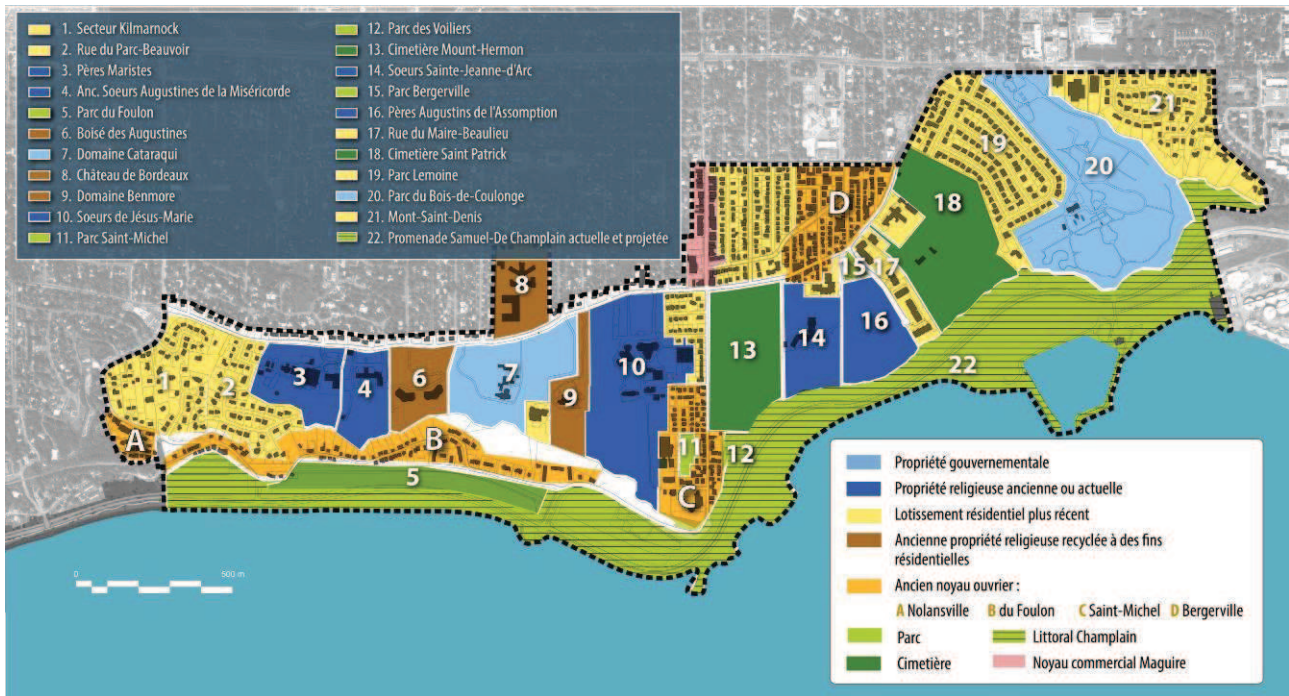 1. Secteur Kilmarnock
2. Rue du Parc-Beauvoir
3. Pères Maristes
4. Anc. Soeurs Augustines de la Miséricorde
5. Parc du Foulon
6. Boisé des Augustines
7. Domaine Cataraqui
8. Château de Bordeaux
9. Domaine Benmore
10. Soeurs de Jésus-Marie
11. Parc Saint-Michel
12. Parc des Voiliers
13. Cimetière Mount-Hermon
14. Soeurs Sainte-Jeanne-d'Arc
15. Parc Bergerville
16. Pères Augustins de l'Assomption
17. Rue du Maire-Beaulieu
18. Cimetière Saint Patrick
19. Parc Lemoine
20. Parc du Bois-de-Coulonge
21. Mont-Saint-Denis
22. Promenade Samuel-De Champlain actuelle et projetée
21
19
20
18
D
15
17
8
22
1
2
3
4
6
7
9
10
13
14
16
A
B
11
12
5
C
0
500 m
Propriété gouvernementale
Propriété religieuse ancienne ou actuelle
Lotissement résidentiel plus récent
Ancienne propriété religieuse recyclée à des fins
résidentielles
Ancien noyau ouvrier :
A Nolansville B du Foulon C Saint-Michel D Bergerville
Parc
Littoral Champlain
Cimetière
Noyau commercial Maguire